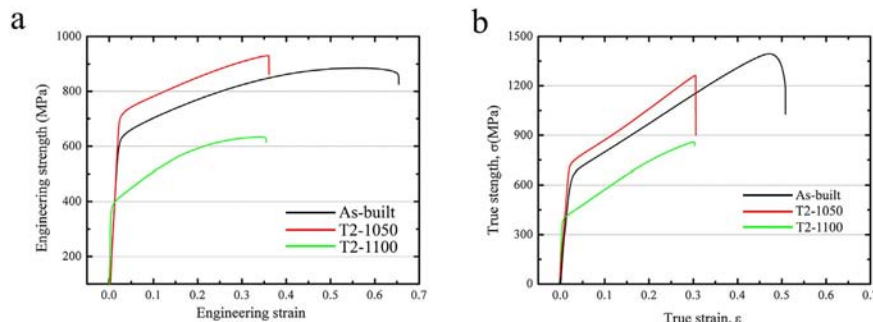 a
1000
800
600
400
200
Engineering strength (MPa)
As-built
T2-1050
T2-1100
0.0 0.1 0.2 0.3 0.4 0.5 0.6 0.7
Engineering strain
b
1500
1200
900
600
300
0
True stength, σ(MPa)
As-built
T2-1050
T2-1100
0.0 0.1 0.2 0.3 0.4 0.5 0.6 0.7
True strain, ε